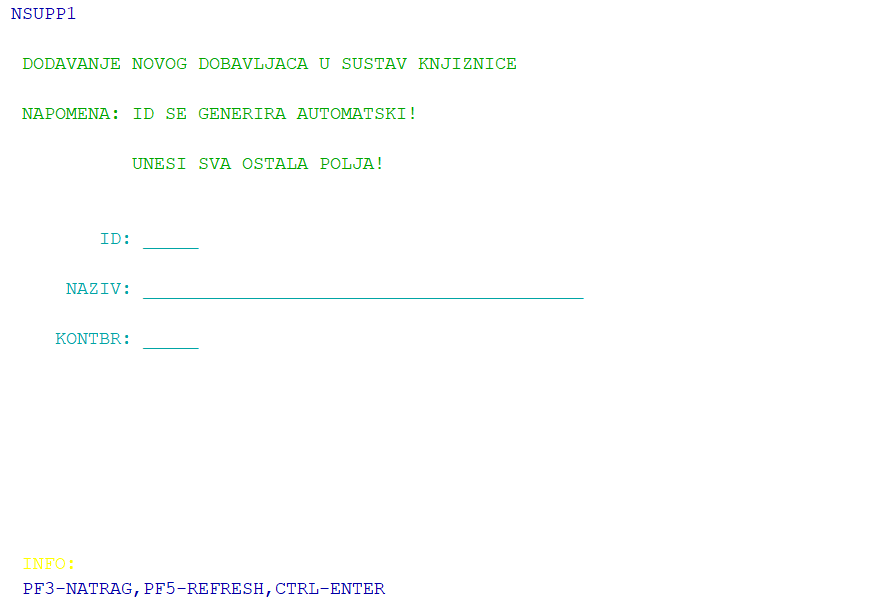 NSUPP1
DODAVANJE NOVOG DOBAVLJACA U SUSTAV KNJIZNICE
NAPOMENA: ID SE GENERIRA AUTOMATSKI!
UNESI SVA OSTALA POLJA!
ID: _____
NAZIV: ________________________________________
KONTBR: _____
INFO:
PF3-NATRAG,PF5-REFRESH,CTRL-ENTER